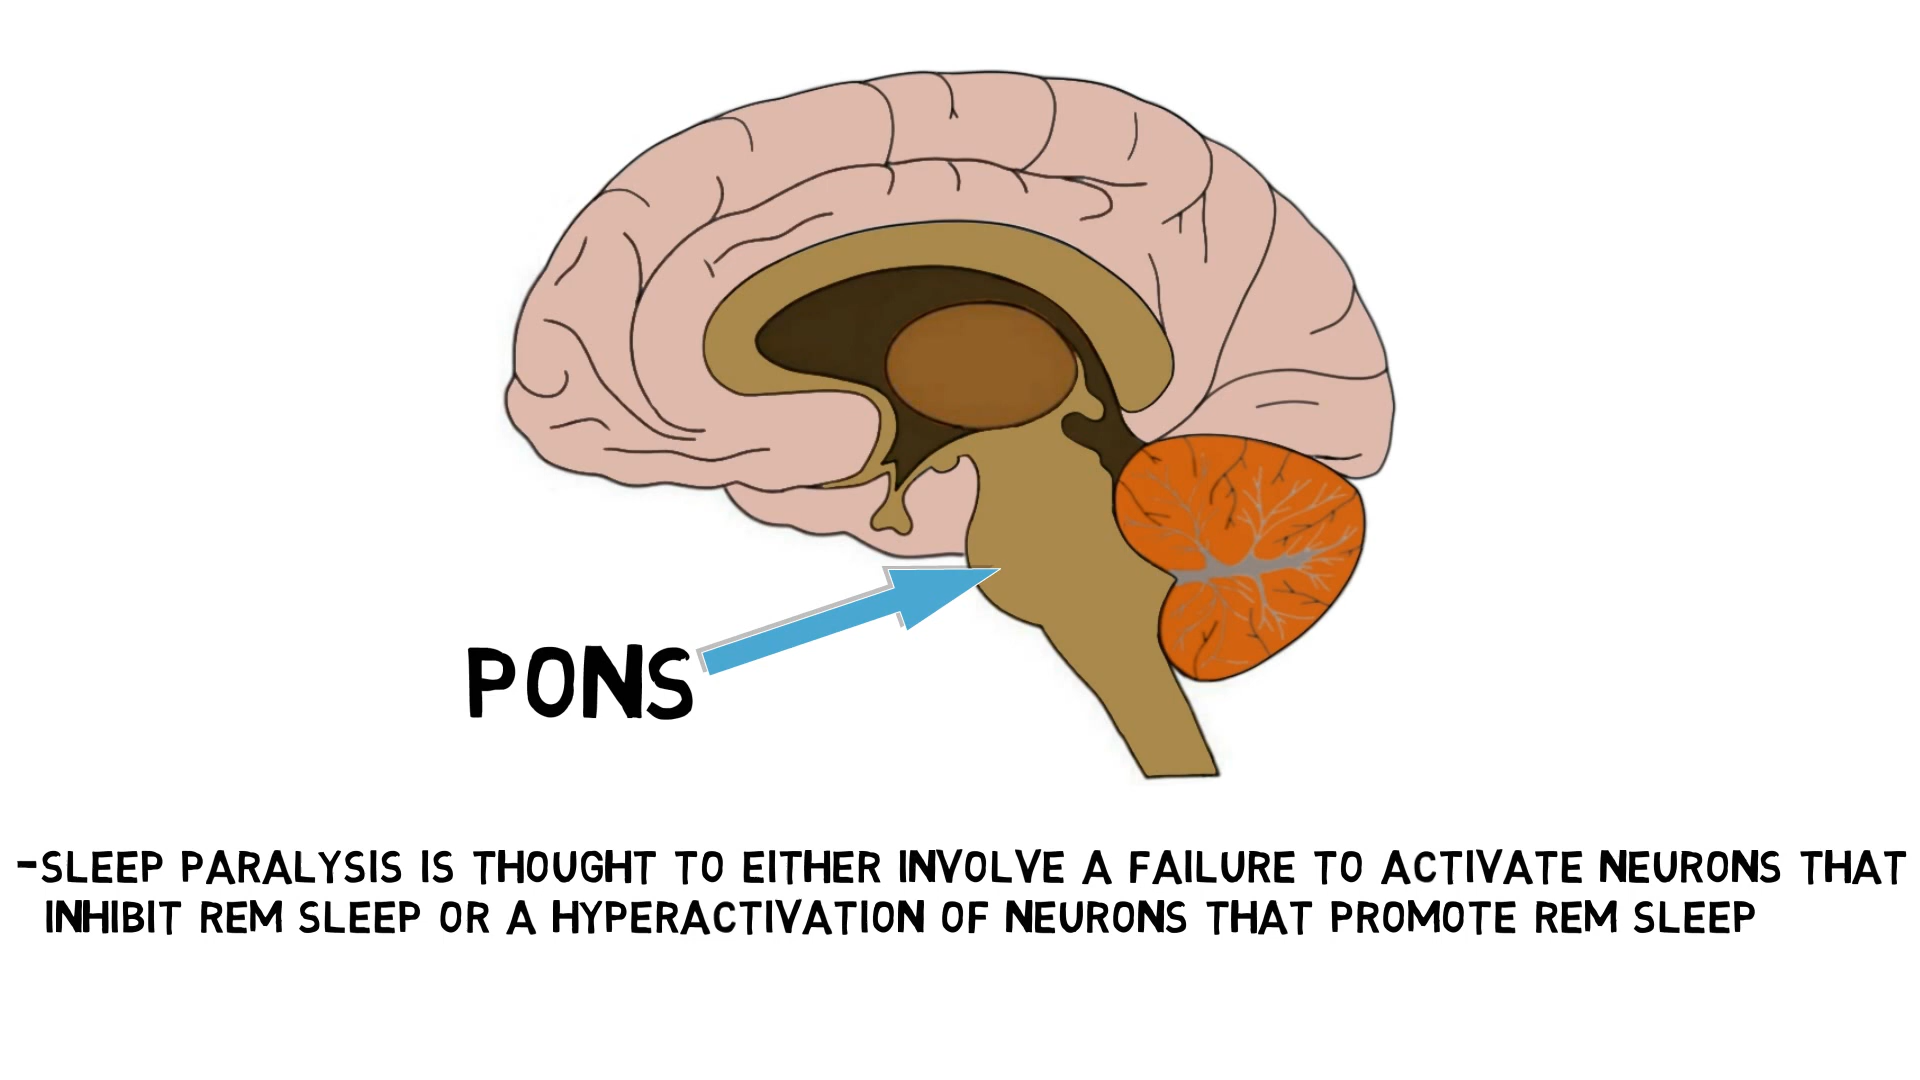 PONS
-SLEEP PARALYSIS IS THOUGHT TO EITHER INVOLVE A FAILURE TO ACTIVATE NEURONS THAT
INHIBIT REM SLEEP OR A HYPERACTIVATION OF NEURONS THAT PROMOTE REM SLEEP